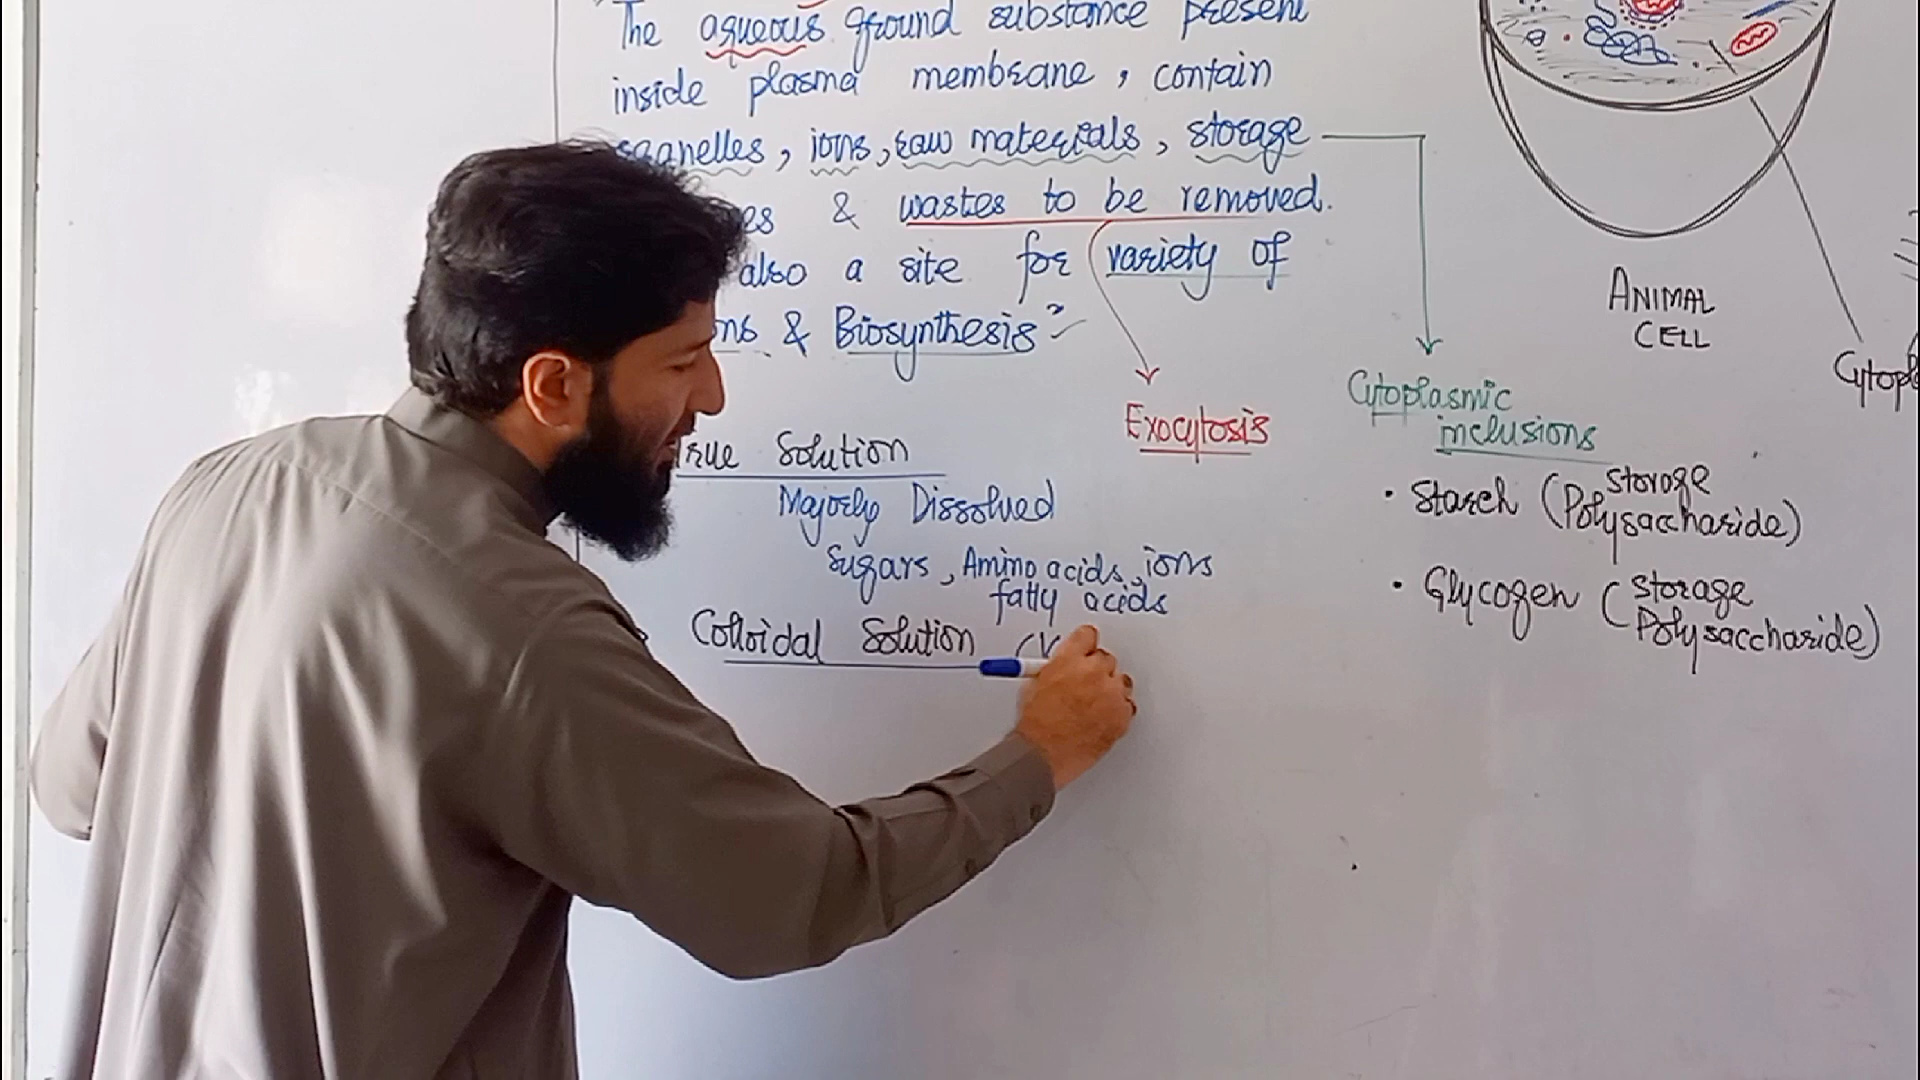 The aqueous ground substance present
inside plasma membrane, contain
organelles, ions, raw materials, storage
& wastes to be removed.
also a site for variety of
& Biosynthesis"
Exocytosis
Cytoplasmic
inclusions
• Starch (storage
Polysaccharide)
• Glycogen (storage
Polysaccharide)
True Solution
Majorly Dissolved
Sugars, Amino acids, ions
fatty acids
Colloidal Solution (
ANIMAL
CELL